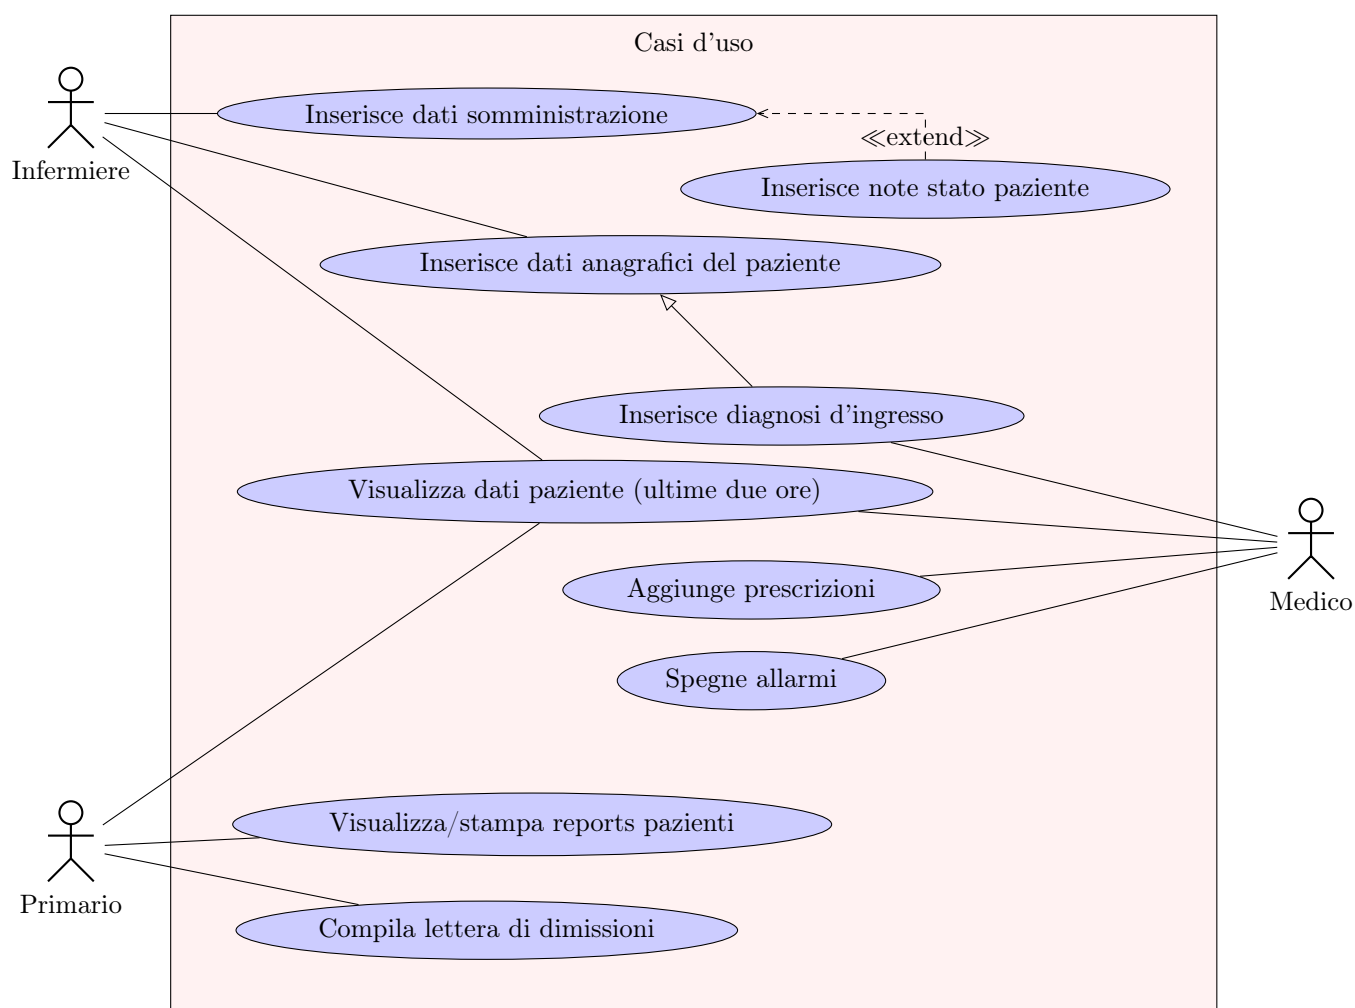 Casi d'uso
Inserisce dati somministrazione
≪extend≫
Infermiere
Inserisce note stato paziente
Inserisce dati anagrafici del paziente
Inserisce diagnosi d'ingresso
Visualizza dati paziente (ultime due ore)
Aggiunge prescrizioni
Medico
Spegne allarmi
Visualizza/stampa reports pazienti
Primario
Compila lettera di dimissioni